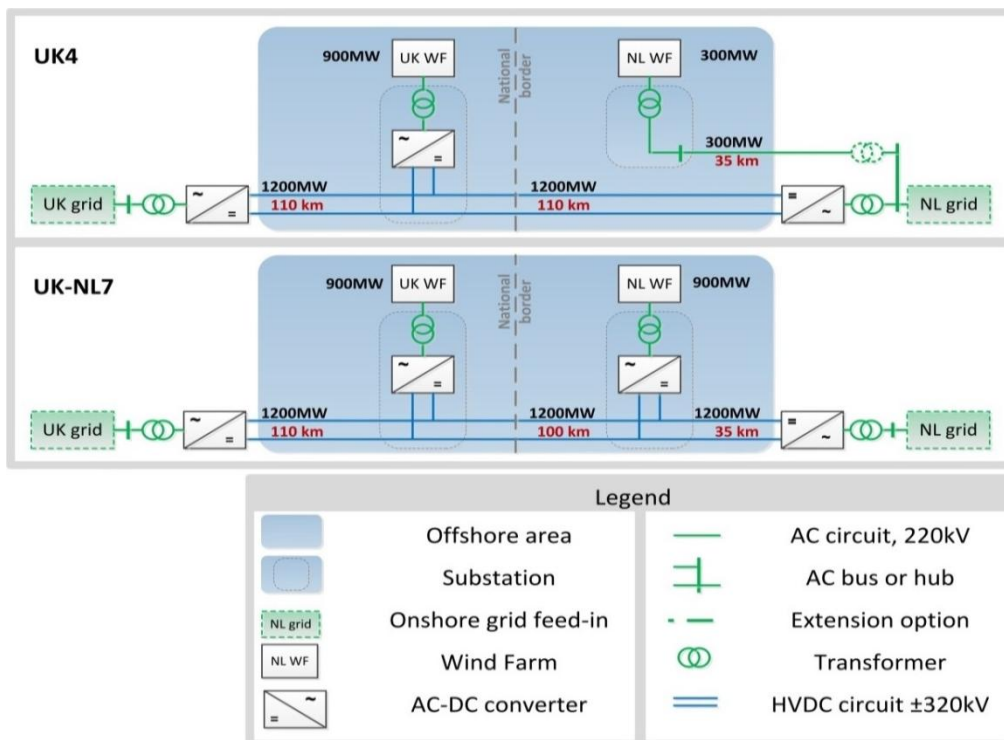 UK4
900MW
UK WF
National
border
NL WF
300MW
~
=
300MW
35 km
UK grid
~
=
1200MW
110 km
1200MW
110 km
=
~
NL grid
UK-NL7
900MW
UK WF
National
border
NL WF
900MW
~
=
~
=
UK grid
~
=
1200MW
110 km
1200MW
100 km
1200MW
35 km
=
~
NL grid
Legend
Offshore area
AC circuit, 220kV
Substation
AC bus or hub
NL grid
Onshore grid feed-in
Extension option
NL WF
Wind Farm
Transformer
~
=
AC-DC converter
HVDC circuit ±320kV